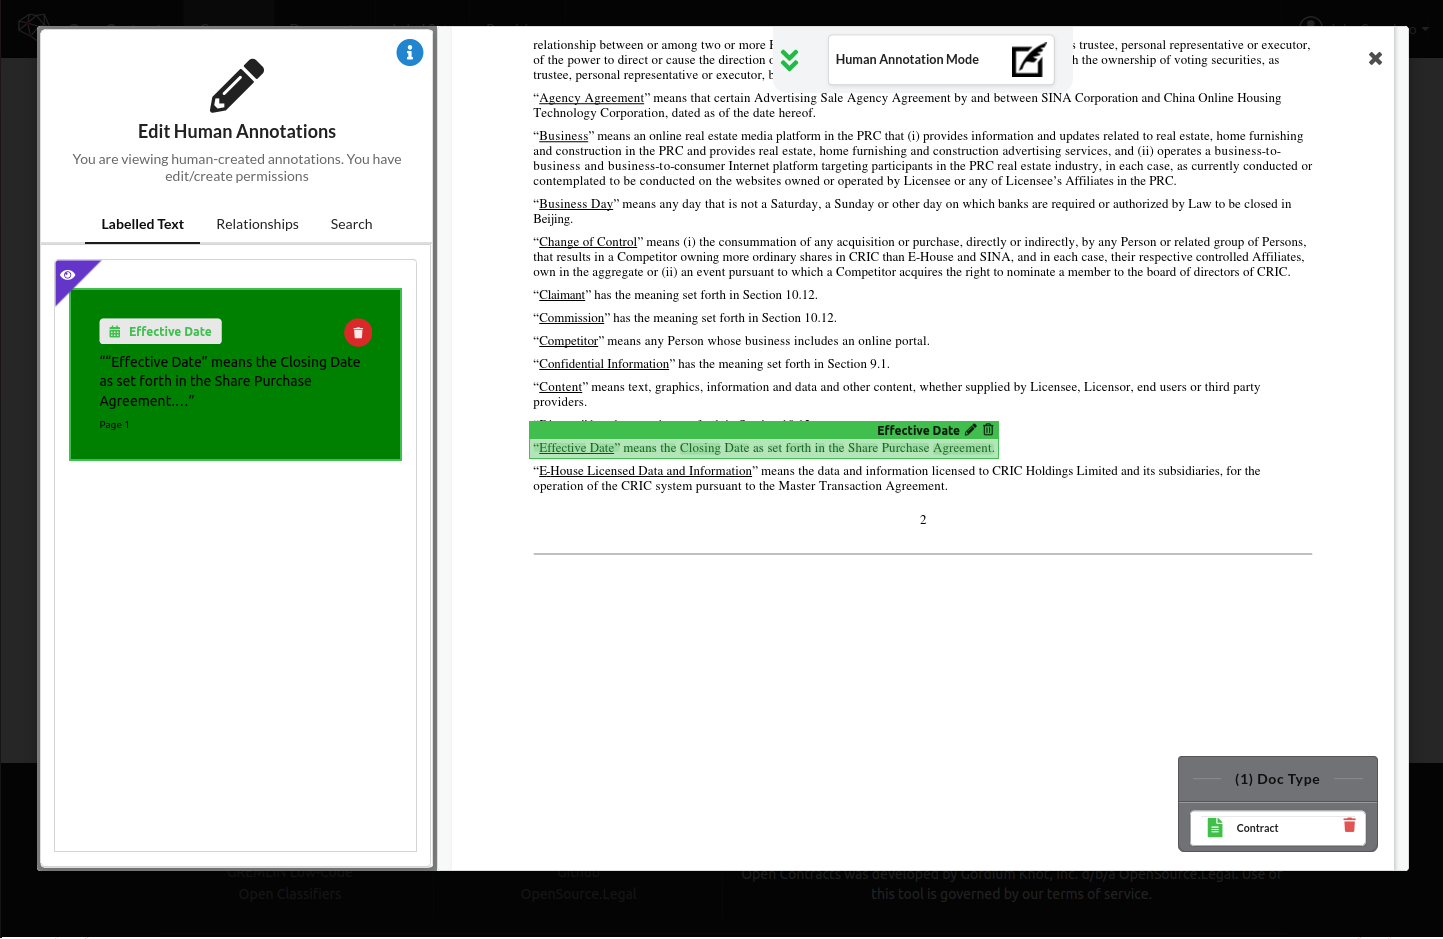 Edit Human Annotations
You are viewing human-created annotations. You have
edit/create permissions
Labelled Text
Relationships
Search
Effective Date
““Effective Date” means the Closing Date
as set forth in the Share Purchase
Agreement.…”
Page 1
Human Annotation Mode
relationship between or among two or more
s trustee, personal representative or executor,
of the power to direct or cause the direction
h the ownership of voting securities, as
trustee, personal representative or executor,
“Agency Agreement” means that certain Advertising Sale Agency Agreement by and between SINA Corporation and China Online Housing
Technology Corporation, dated as of the date hereof.
“Business” means an online real estate media platform in the PRC that (i) provides information and updates related to real estate, home furnishing
and construction in the PRC and provides real estate, home furnishing and construction advertising services, and (ii) operates a business-to-
business and business-to-consumer Internet platform targeting participants in the PRC real estate industry, in each case, as currently conducted or
contemplated to be conducted on the websites owned or operated by Licensee or any of Licensee’s Affiliates in the PRC.
“Business Day” means any day that is not a Saturday, a Sunday or other day on which banks are required or authorized by Law to be closed in
Beijing.
“Change of Control” means (i) the consummation of any acquisition or purchase, directly or indirectly, by any Person or related group of Persons,
that results in a Competitor owning more ordinary shares in CRIC than E-House and SINA, and in each case, their respective controlled Affiliates,
own in the aggregate or (ii) an event pursuant to which a Competitor acquires the right to nominate a member to the board of directors of CRIC.
“Claimant” has the meaning set forth in Section 10.12.
“Commission” has the meaning set forth in Section 10.12.
“Competitor” means any Person whose business includes an online portal.
“Confidential Information” has the meaning set forth in Section 9.1.
“Content” means text, graphics, information and data and other content, whether supplied by Licensee, Licensor, end users or third party
providers.
Effective Date
“Effective Date” means the Closing Date as set forth in the Share Purchase Agreement.
“E-House Licensed Data and Information” means the data and information licensed to CRIC Holdings Limited and its subsidiaries, for the
operation of the CRIC system pursuant to the Master Transaction Agreement.
2
(1) Doc Type
Contract
GREMLIN Low-Code
Open Classifiers
Github
OpenSource.Legal
Open Contracts was developed by Gordium Knot, Inc. d/b/a OpenSource.Legal. Use of
this tool is governed by our terms of service.